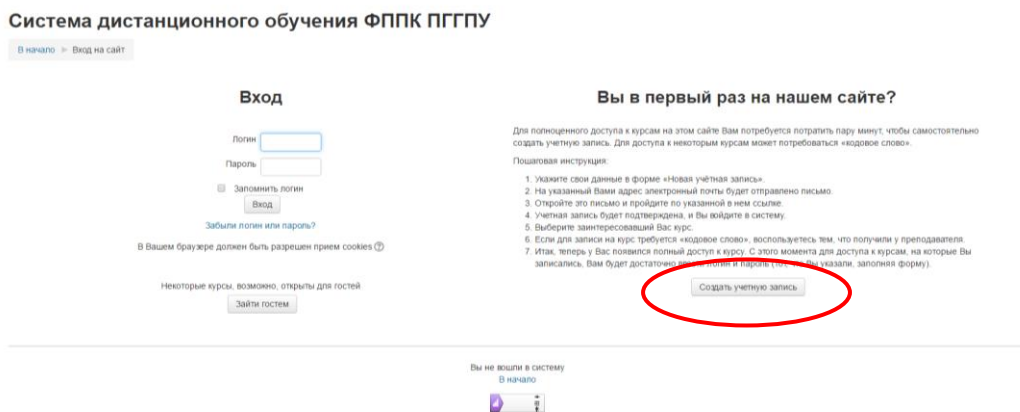 Система дистанционного обучения ФППК ПГГПУ
В начало ► Вход на сайт
Вход
Логин
Пароль
Запомнить логин
Вход
Забыли логин или пароль?
В Вашем браузере должен быть разрешен прием cookies
Некоторые курсы, возможно, открыты для гостей
Зайти гостем
Вы в первый раз на нашем сайте?
Для полноценного доступа к курсам на этом сайте Вам потребуется потратить пару минут, чтобы самостоятельно
создать учетную запись. Для доступа к некоторым курсам может потребоваться «кодовое слово».
Пошаговая инструкция:
1. Укажите свои данные в форме «Новая учётная запись».
2. На указанный Вами адрес электронной почты будет отправлено письмо.
3. Откройте это письмо и пройдите по указанной в нем ссылке.
4. Учетная запись будет подтверждена, и Вы войдите в систему.
5. Выберите заинтересовавший Вас курс.
6. Если для записи на курс требуется «кодовое слово», воспользуетесь тем, что получили у преподавателя.
7. Итак, теперь у Вас появился полный доступ к курсу. С этого момента для доступа к курсам, на которые Вы
записались, Вам будет достаточно логин и пароль Вы указали, заполняя форму).
Создать учетную запись
Вы не вошли в систему
В начало